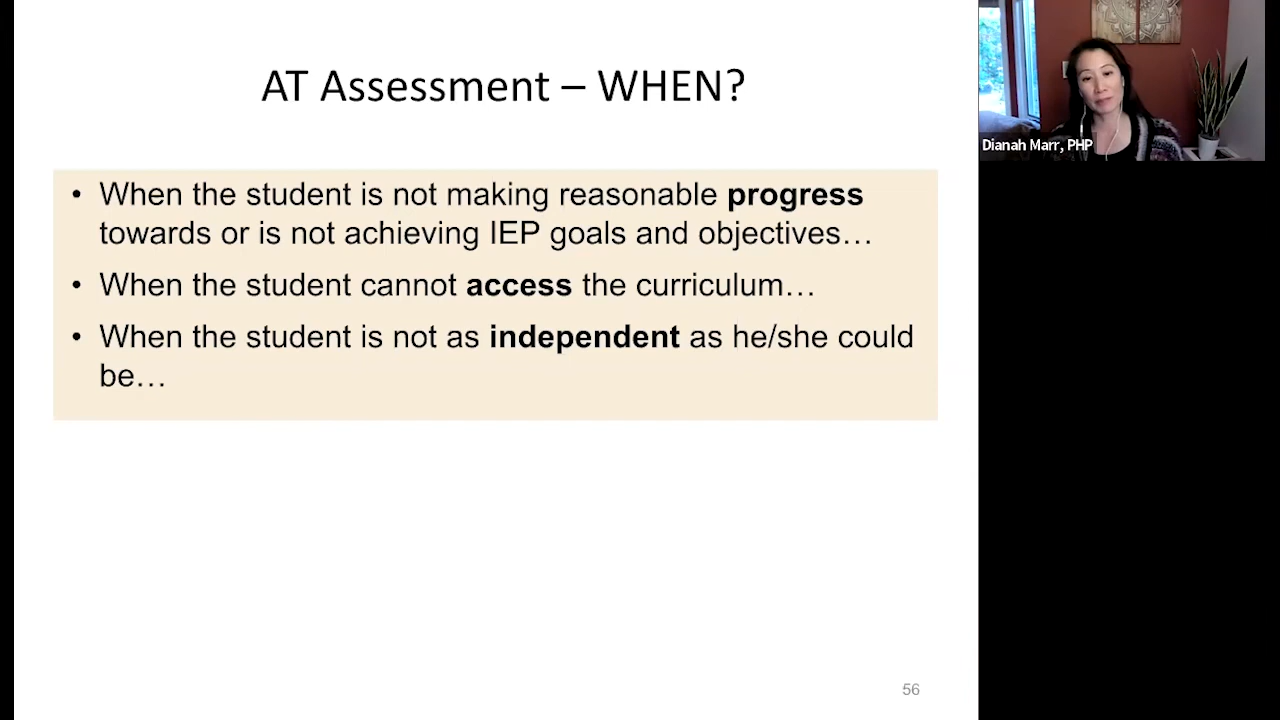 AT Assessment – WHEN?
• When the student is not making reasonable progress
towards or is not achieving IEP goals and objectives…
• When the student cannot access the curriculum…
• When the student is not as independent as he/she could
be…
56
Dianah Marr, PHP